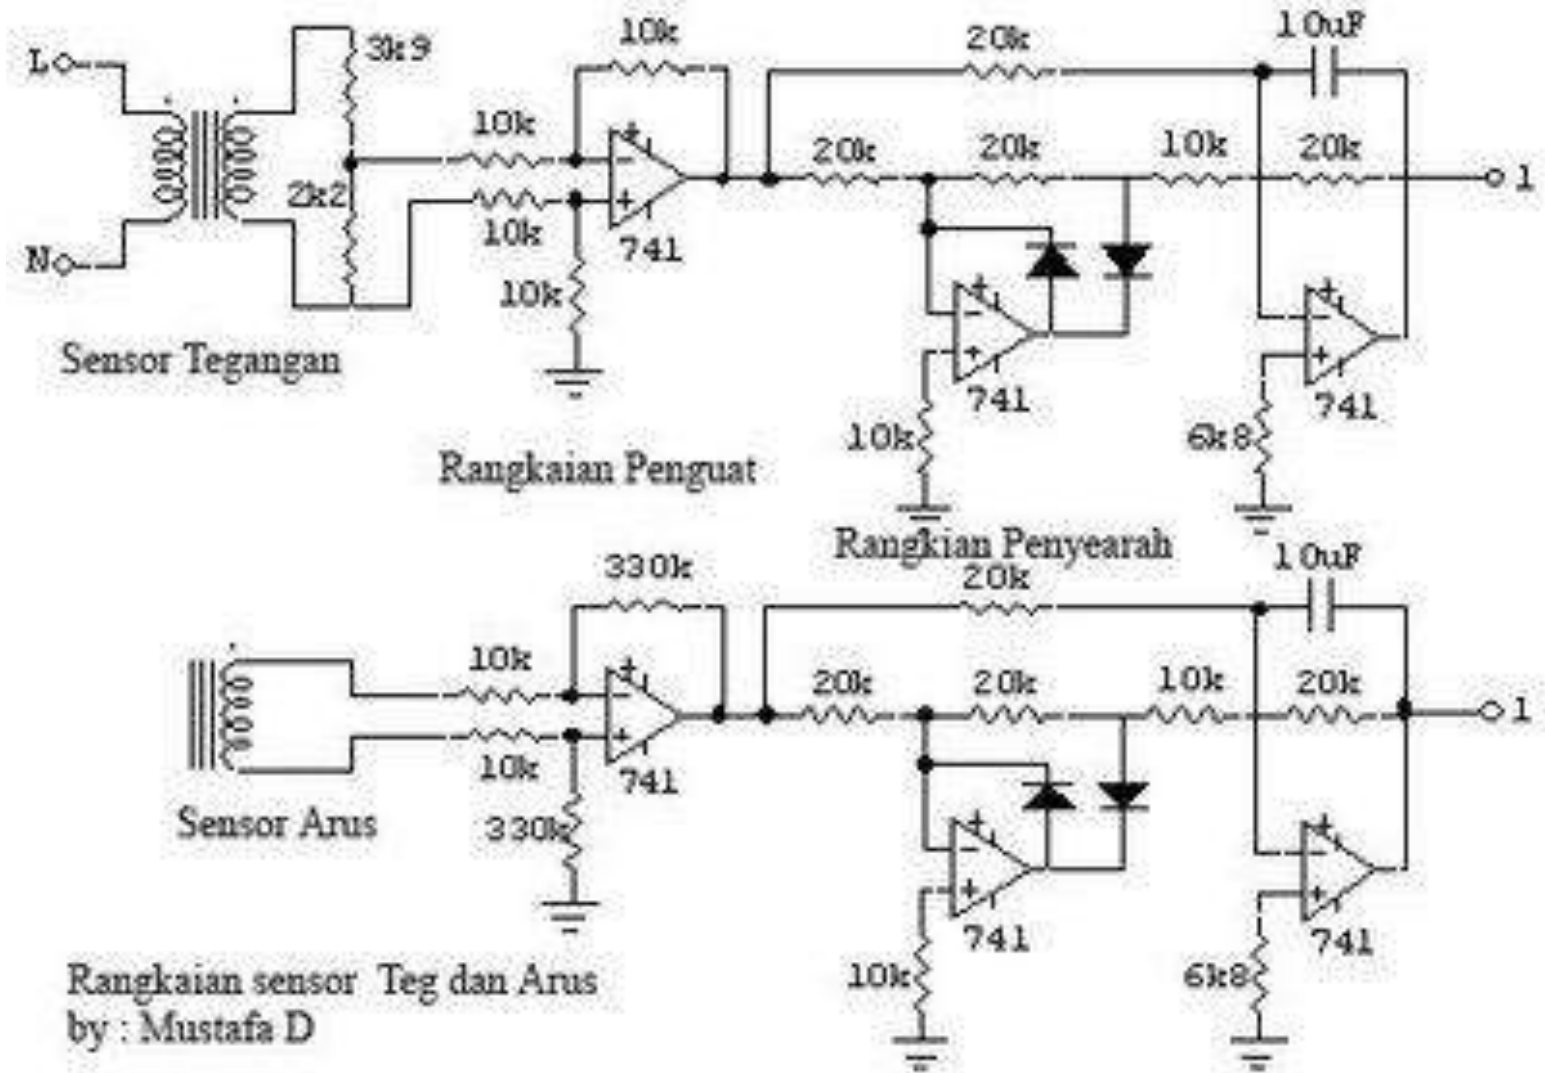 10k
20k
10uF
L
3k9
10k
10k
20k
20k
10k
20k
1
2k2
10k
741
N
10k
Sensor Tegangan
741
741
10k
6k8
Rangkaian Penguat
Rangkian Penyearah
330k
20k
10uF
10k
20k
20k
10k
20k
1
10k
741
Sensor Arus
330k
741
741
10k
6k8
Rangkaian sensor Teg dan Arus
by : Mustafa D